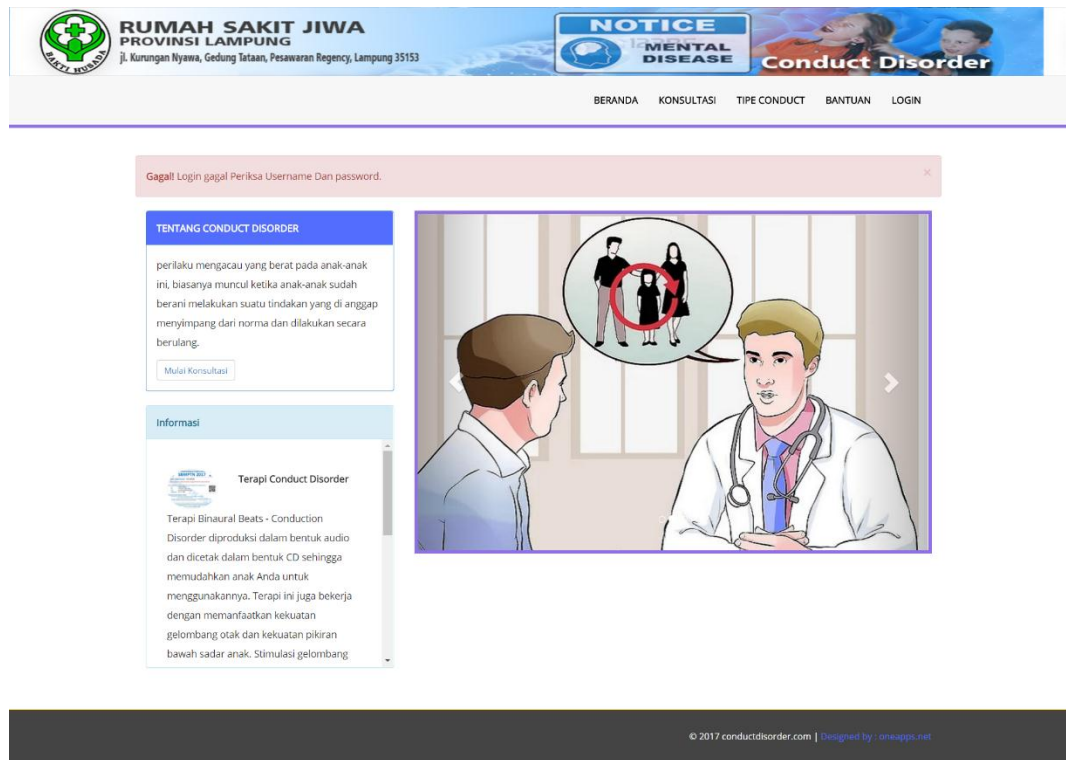 RUMAH SAKIT JIWA
PROVINSI LAMPUNG
jl. Kurungan Nyawa, Gedung Tataan, Pesawaran Regency, Lampung 35153
BAKTI HUSADA
NOTICE
MENTAL
DISEASE
Conduct Disorder
BERANDA KONSULTASI TIPE CONDUCT BANTUAN LOGIN
Gagal! Login gagal Periksa Username Dan password. ×
TENTANG CONDUCT DISORDER
perilaku mengacau yang berat pada anak-anak
ini, biasanya muncul ketika anak-anak sudah
berani melakukan suatu tindakan yang di anggap
menyimpang dari norma dan dilakukan secara
berulang.
Mulai Konsultasi
Informasi
Terapi Conduct Disorder
Terapi Binaural Beats - Conduction
Disorder diproduksi dalam bentuk audio
dan dicetak dalam bentuk CD sehingga
memudahkan anak Anda untuk
menggunakannya. Terapi ini juga bekerja
dengan memanfaatkan kekuatan
gelombang otak dan kekuatan pikiran
bawah sadar anak. Stimulasi gelombang
© 2017 conductdisorder.com | Designed by : oneapps.net